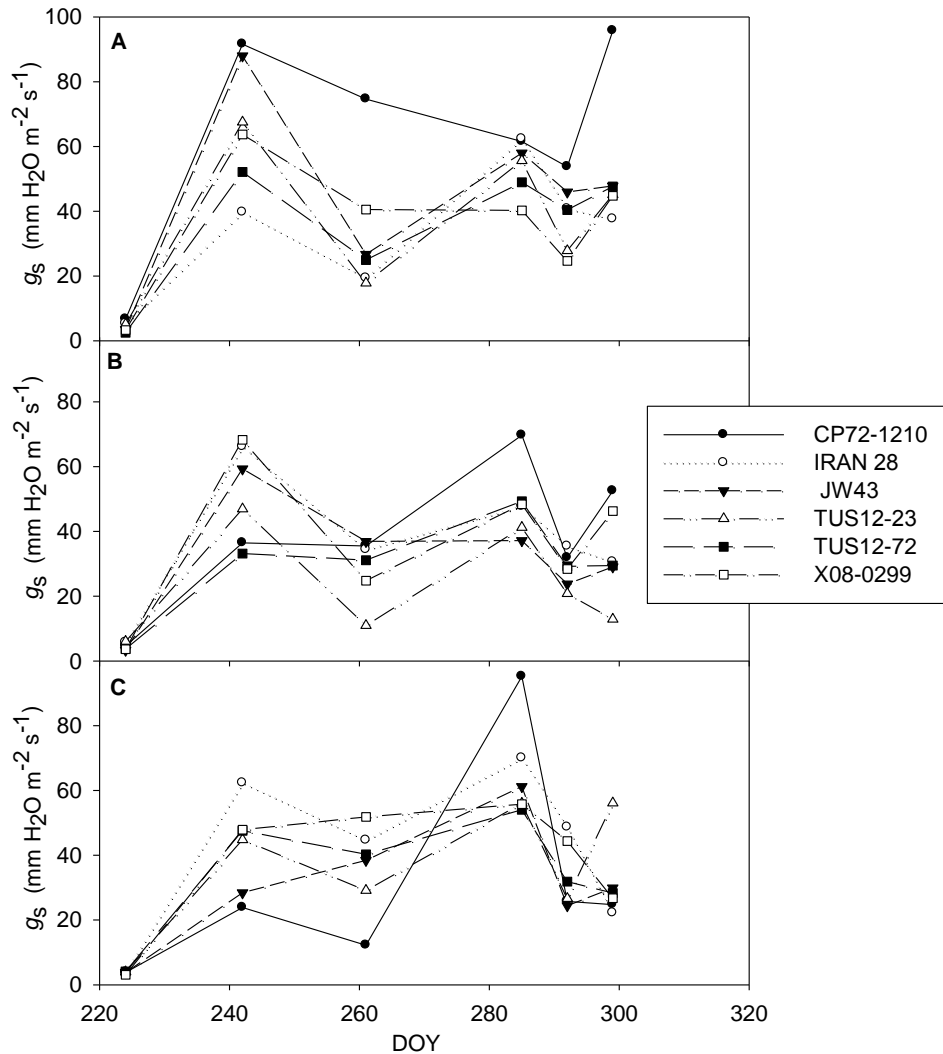 A
100
80
60
40
20
0
gs (mm H2O m-2 s-1)
B
80
60
40
20
0
gs (mm H2O m-2 s-1)
CP72-1210
IRAN 28
JW43
TUS12-23
TUS12-72
X08-0299
C
80
60
40
20
0
gs (mm H2O m-2 s-1)
220 240 260 280 300 320
DOY